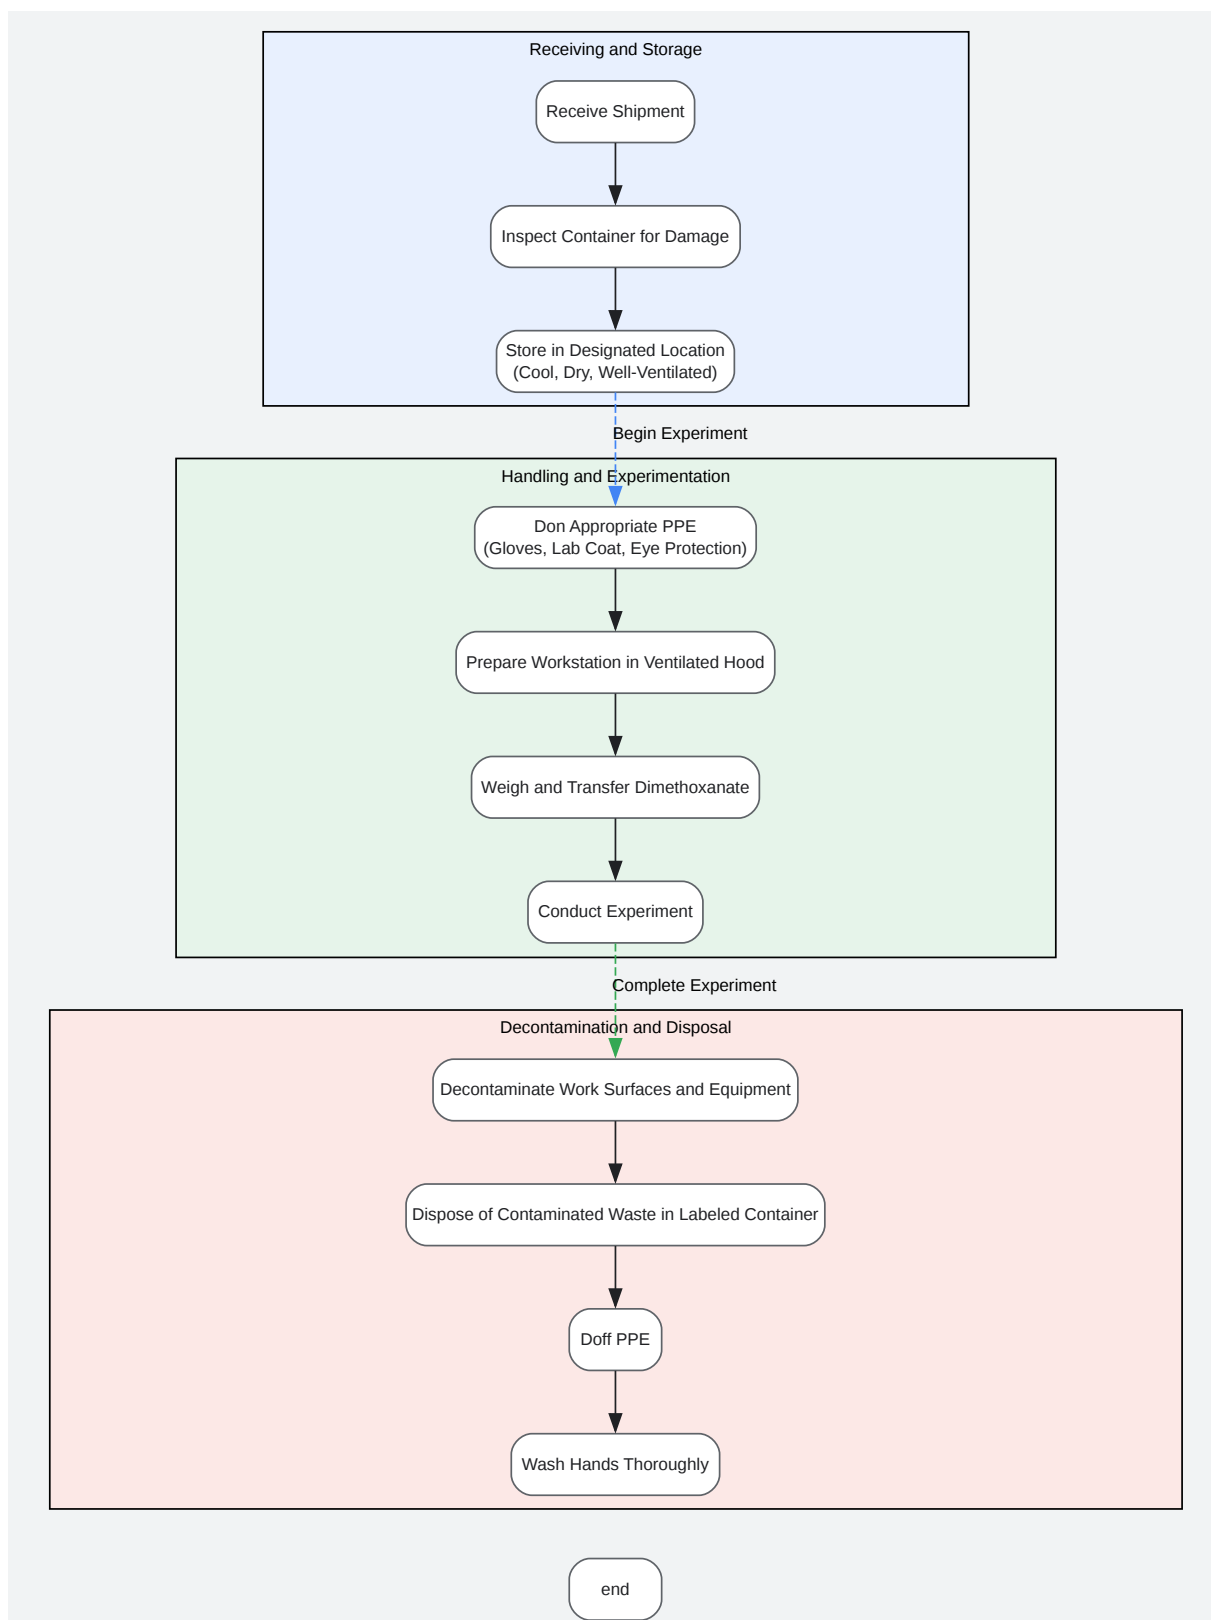 Receiving and Storage
Receive Shipment
Inspect Container for Damage
Store in Designated Location
(Cool, Dry, Well-Ventilated)
Begin Experiment
Handling and Experimentation
Don Appropriate PPE
(Gloves, Lab Coat, Eye Protection)
Prepare Workstation in Ventilated Hood
Weigh and Transfer Dimethoxanate
Conduct Experiment
Complete Experiment
Decontamination and Disposal
Decontaminate Work Surfaces and Equipment
Dispose of Contaminated Waste in Labeled Container
Doff PPE
Wash Hands Thoroughly
end